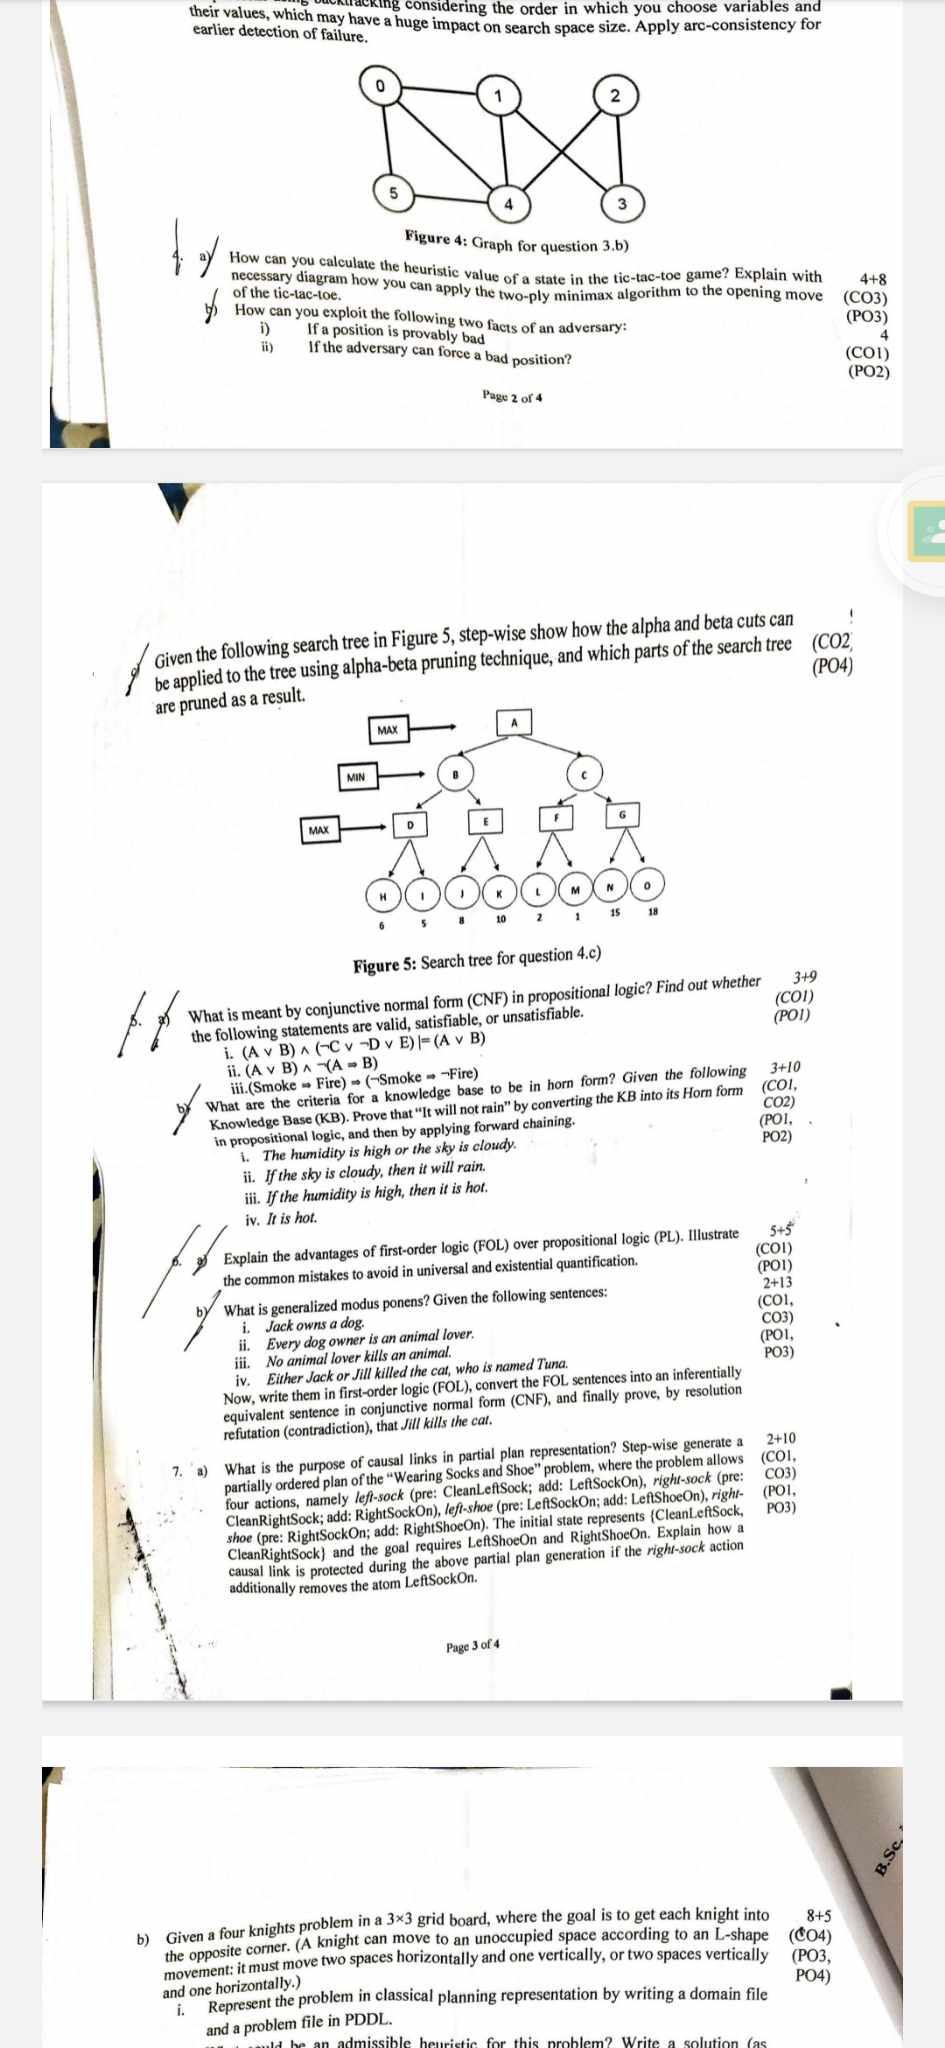 considering the order in which you choose variables and
their values, which may have a huge impact on search space size. Apply arc-consistency for
earlier detection of failure.
0
1
2
5
4
3
Figure 4: Graph for question 3.b)
4. a) How can you calculate the heuristic value of a state in the tic-tac-toe game? Explain with 4+8
necessary diagram how you can apply the two-ply minimax algorithm to the opening move (CO3)
of the tic-tac-toe. (PO3)
b) How can you exploit the following two facts of an adversary: 4
i) If a position is provably bad (CO1)
ii) If the adversary can force a bad position? (PO2)
Page 2 of 4
c) Given the following search tree in Figure 5, step-wise show how the alpha and beta cuts can
be applied to the tree using alpha-beta pruning technique, and which parts of the search tree (CO2,
are pruned as a result. (PO4)
MAX A
MIN B C
MAX D E F G
H I J K L M N O
6 5 8 10 2 1 15 18
Figure 5: Search tree for question 4.c)
5. a) What is meant by conjunctive normal form (CNF) in propositional logic? Find out whether 3+9
the following statements are valid, satisfiable, or unsatisfiable. (CO1)
i. (A ∨ B) ∧ (¬C ∨ ¬D ∨ E) |= (A ∨ B) (PO1)
ii. (A ∨ B) ∧ ¬(A ⇒ B)
iii.(Smoke ⇒ Fire) ⇒ (¬Smoke ⇒ ¬Fire)
b) What are the criteria for a knowledge base to be in horn form? Given the following 3+10
Knowledge Base (KB). Prove that “It will not rain” by converting the KB into its Horn form (CO1,
in propositional logic, and then by applying forward chaining. CO2)
i. The humidity is high or the sky is cloudy. (PO1,
ii. If the sky is cloudy, then it will rain. PO2)
iii. If the humidity is high, then it is hot.
iv. It is hot.
6. a) Explain the advantages of first-order logic (FOL) over propositional logic (PL). Illustrate 5+5
the common mistakes to avoid in universal and existential quantification. (CO1)
(PO1)
b) What is generalized modus ponens? Given the following sentences: 2+13
i. Jack owns a dog. (CO1,
ii. Every dog owner is an animal lover. CO3)
iii. No animal lover kills an animal. (PO1,
iv. Either Jack or Jill killed the cat, who is named Tuna. PO3)
Now, write them in first-order logic (FOL), convert the FOL sentences into an inferentially
equivalent sentence in conjunctive normal form (CNF), and finally prove, by resolution
refutation (contradiction), that Jill kills the cat.
7. a) What is the purpose of causal links in partial plan representation? Step-wise generate a 2+10
partially ordered plan of the “Wearing Socks and Shoe” problem, where the problem allows (CO1,
four actions, namely left-sock (pre: CleanLeftSock; add: LeftSockOn), right-sock (pre: CO3)
CleanRightSock; add: RightSockOn), left-shoe (pre: LeftSockOn; add: LeftShoeOn), right- (PO1,
shoe (pre: RightSockOn; add: RightShoeOn). The initial state represents {CleanLeftSock, PO3)
CleanRightSock} and the goal requires LeftShoeOn and RightShoeOn. Explain how a
causal link is protected during the above partial plan generation if the right-sock action
additionally removes the atom LeftSockOn.
Page 3 of 4
B.Sc.
b) Given a four knights problem in a 3×3 grid board, where the goal is to get each knight into 8+5
the opposite corner. (A knight can move to an unoccupied space according to an L-shape (CO4)
movement: it must move two spaces horizontally and one vertically, or two spaces vertically (PO3,
and one horizontally.) PO4)
i. Represent the problem in classical planning representation by writing a domain file
and a problem file in PDDL.
be an admissible heuristic for this problem? Write a solution (as